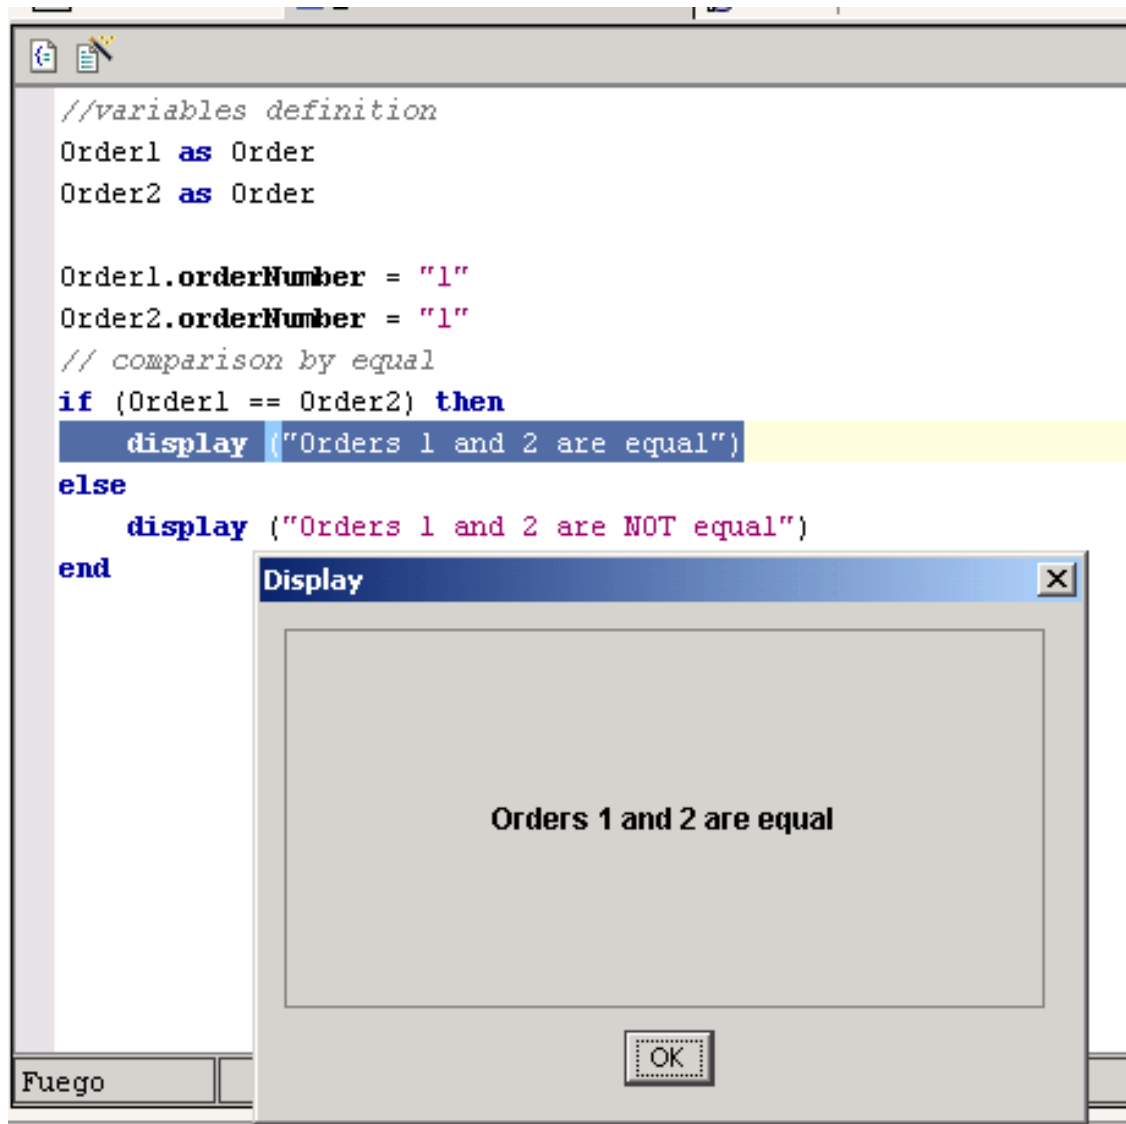 //variables definition
Order1 as Order
Order2 as Order
Order1.orderNumber = "1"
Order2.orderNumber = "1"
// comparison by equal
if (Order1 == Order2) then
display ("Orders 1 and 2 are equal")
else
display ("Orders 1 and 2 are NOT equal")
end
Display
Orders 1 and 2 are equal
OK
Fuego